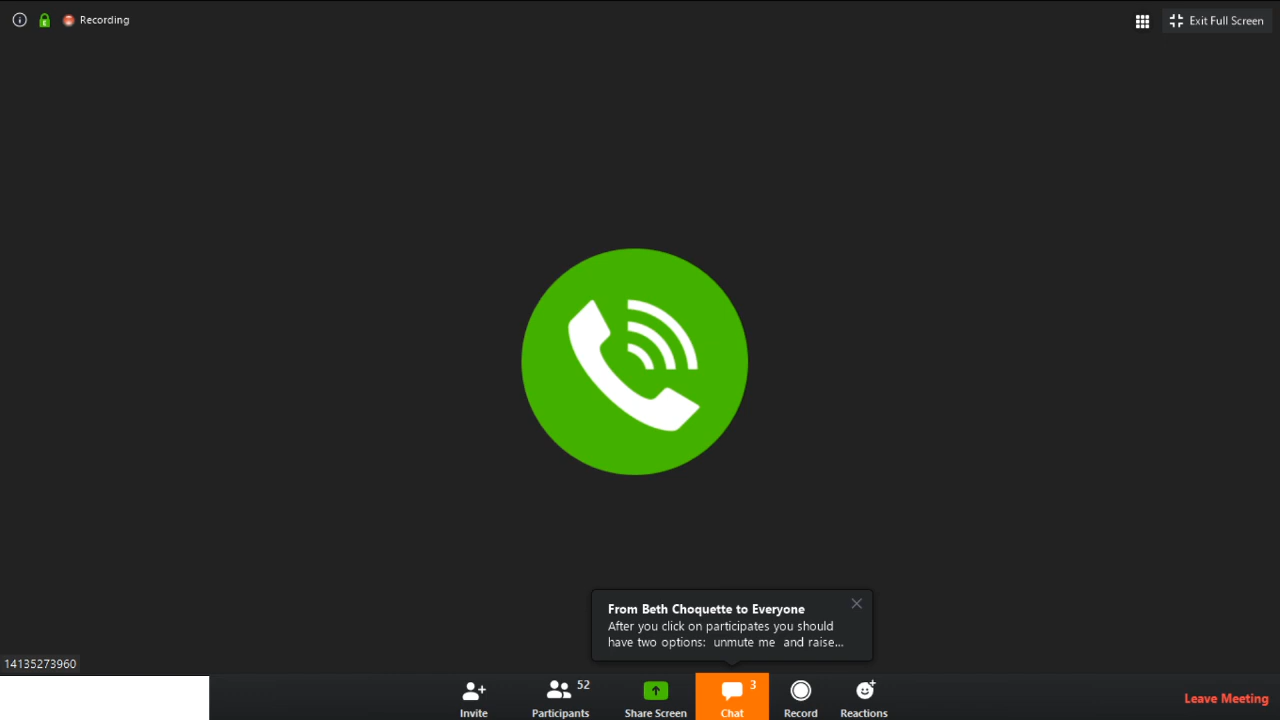 Recording
Exit Full Screen
From Beth Choquette to Everyone
After you click on participates you should
have two options:  unmute me  and raise...
14135273960
52
3
Invite
Participants
Share Screen
Chat
Record
Reactions
Leave Meeting